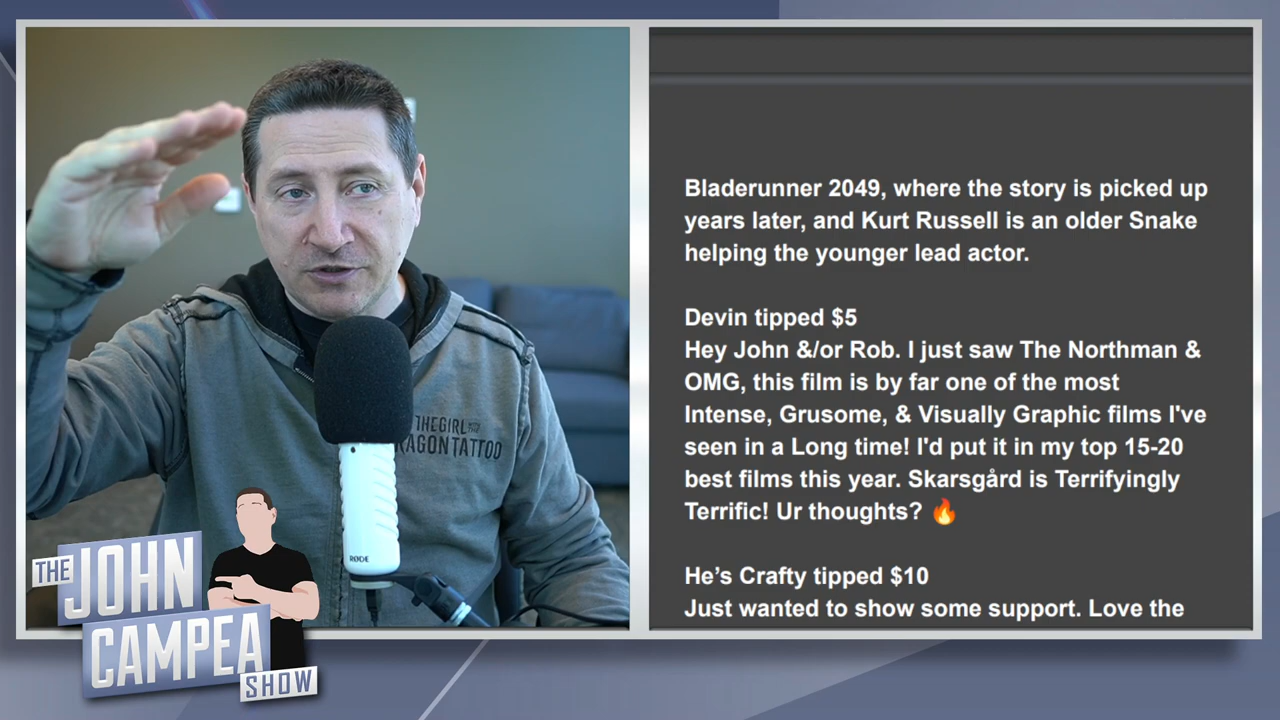 Bladerunner 2049, where the story is picked up
years later, and Kurt Russell is an older Snake
helping the younger lead actor.
Devin tipped $5
Hey John &/or Rob. I just saw The Northman &
OMG, this film is by far one of the most
Intense, Grusome, & Visually Graphic films I've
seen in a Long time! I'd put it in my top 15-20
best films this year. Skarsgård is Terrifyingly
Terrific! Ur thoughts? 🔥
He's Crafty tipped $10
Just wanted to show some support. Love the
THE GIRL WITH THE
DRAGON TATTOO
RØDE
THE
JOHN
CAMPEA
SHOW